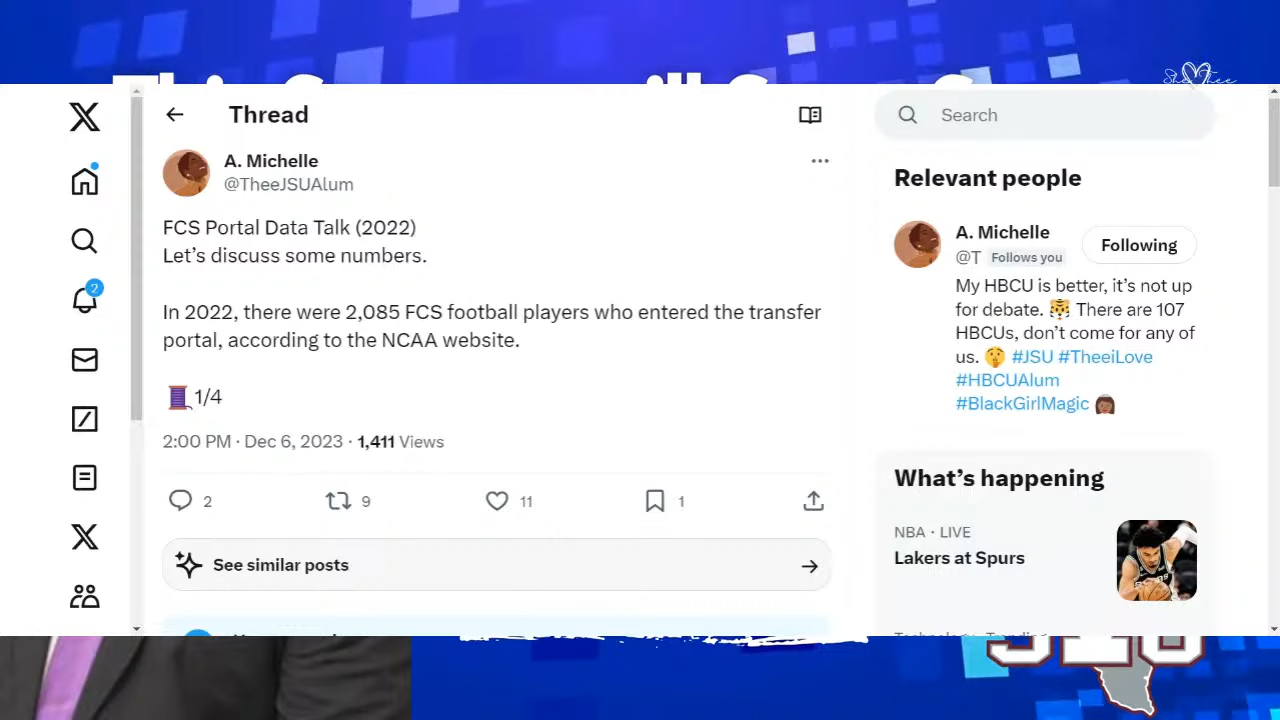 She Thee
Thread
A. Michelle
@TheeJSUAlum
FCS Portal Data Talk (2022)
Let's discuss some numbers.
In 2022, there were 2,085 FCS football players who entered the transfer
portal, according to the NCAA website.
1/4
2:00 PM · Dec 6, 2023 · 1,411 Views
2 9 11 1
See similar posts
2
Search
Relevant people
A. Michelle
Following
@T Follows you
My HBCU is better, it's not up
for debate. 🐯 There are 107
HBCUs, don't come for any of
us. 🤫 #JSU #TheeiLove
#HBCUAlum
#BlackGirlMagic
What's happening
NBA · LIVE
Lakers at Spurs